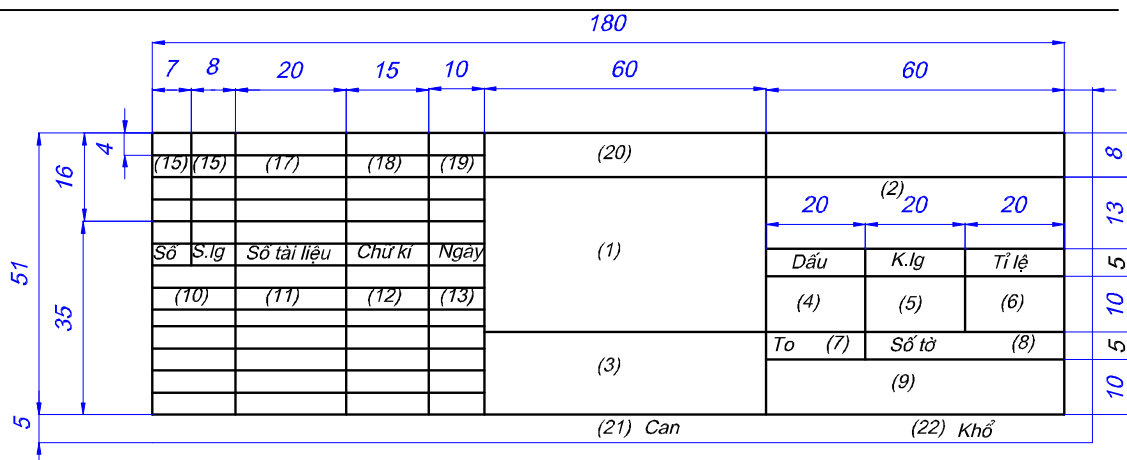 180
7 8 20 15 10 60 60
4 (20) 8
(15) (15) (17) (18) (19)
16 (2)
20 20 20 13
(1)
Số S.lg Số tài liệu Chữ kí Ngày Dấu K.lg Tỉ lệ 5
51 35 (10) (11) (12) (13) (4) (5) (6) 10
To (7) Số tờ (8) 5
(3) (9) 10
5 (21) Can (22) Khổ